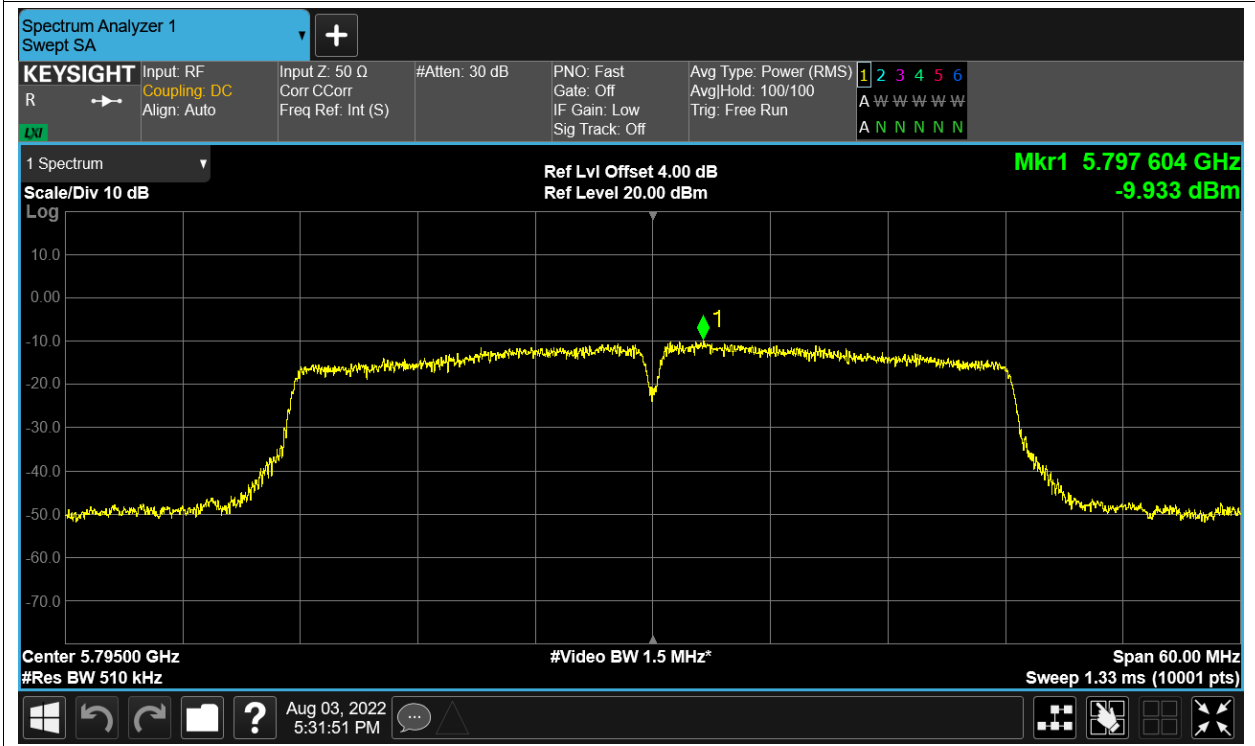 Spectrum Analyzer 1
Swept SA
KEYSIGHT
R
LXI
Input: RF
Coupling: DC
Align: Auto
Input Z: 50 Ω
Corr CCorr
Freq Ref: Int (S)
#Atten: 30 dB
PNO: Fast
Gate: Off
IF Gain: Low
Sig Track: Off
Avg Type: Power (RMS)
Avg|Hold: 100/100
Trig: Free Run
1 2 3 4 5 6
A W W W W W
A N N N N N
1 Spectrum
Scale/Div 10 dB
Log
Ref Lvl Offset 4.00 dB
Ref Level 20.00 dBm
Mkr1 5.797 604 GHz
-9.933 dBm
10.0
0.00
-10.0
-20.0
-30.0
-40.0
-50.0
-60.0
-70.0
1
Center 5.79500 GHz
#Res BW 510 kHz
#Video BW 1.5 MHz*
Span 60.00 MHz
Sweep 1.33 ms (10001 pts)
?
Aug 03, 2022
5:31:51 PM